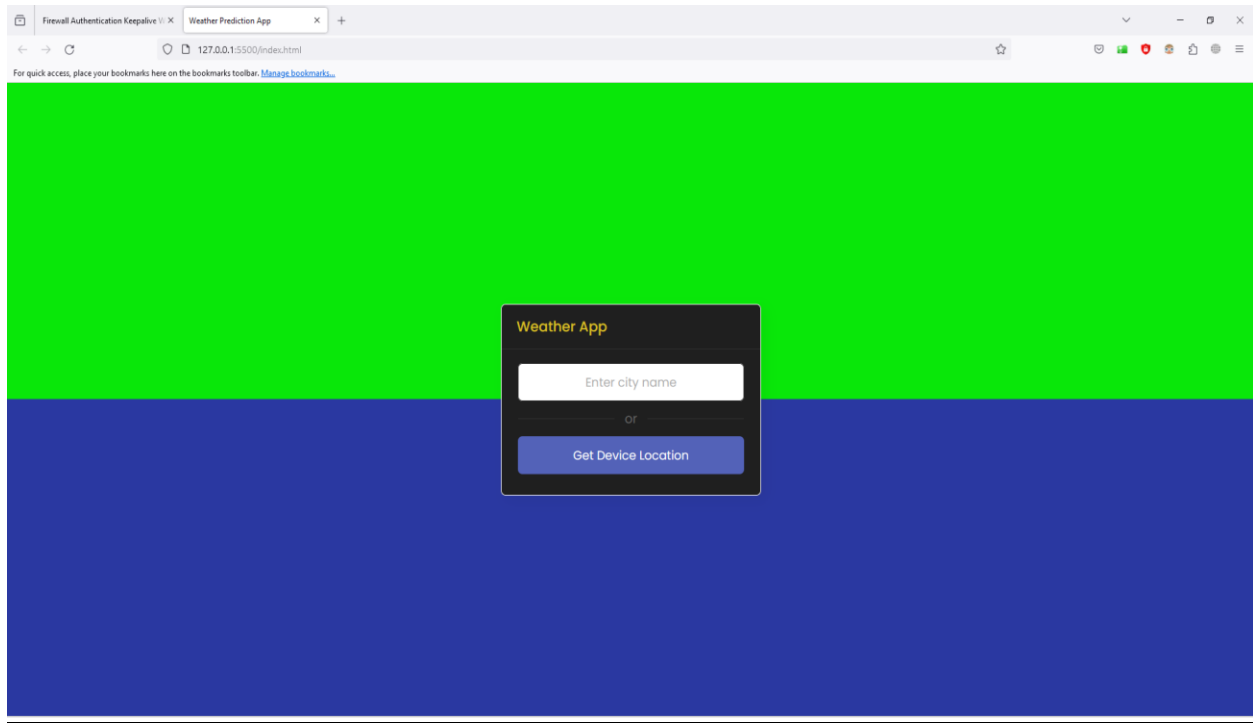 Firewall Authentication Keepalive
Weather Prediction App
127.0.0.1:5500/index.html
For quick access, place your bookmarks here on the bookmarks toolbar. Manage bookmarks...
Weather App
Enter city name
or
Get Device Location